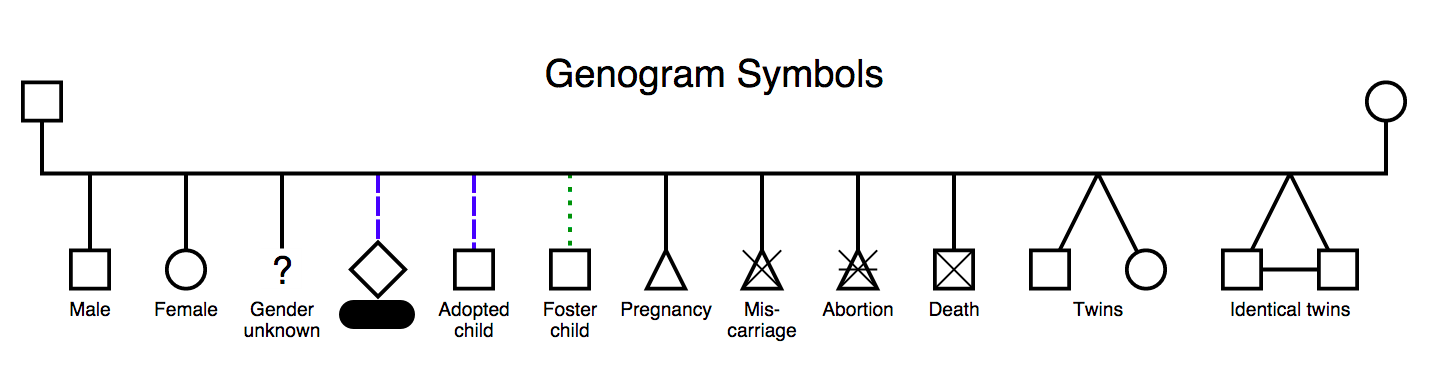 Genogram Symbols
?
Male
Female
Gender
unknown
Adopted
child
Foster
child
Pregnancy
Mis-
carriage
Abortion
Death
Twins
Identical twins